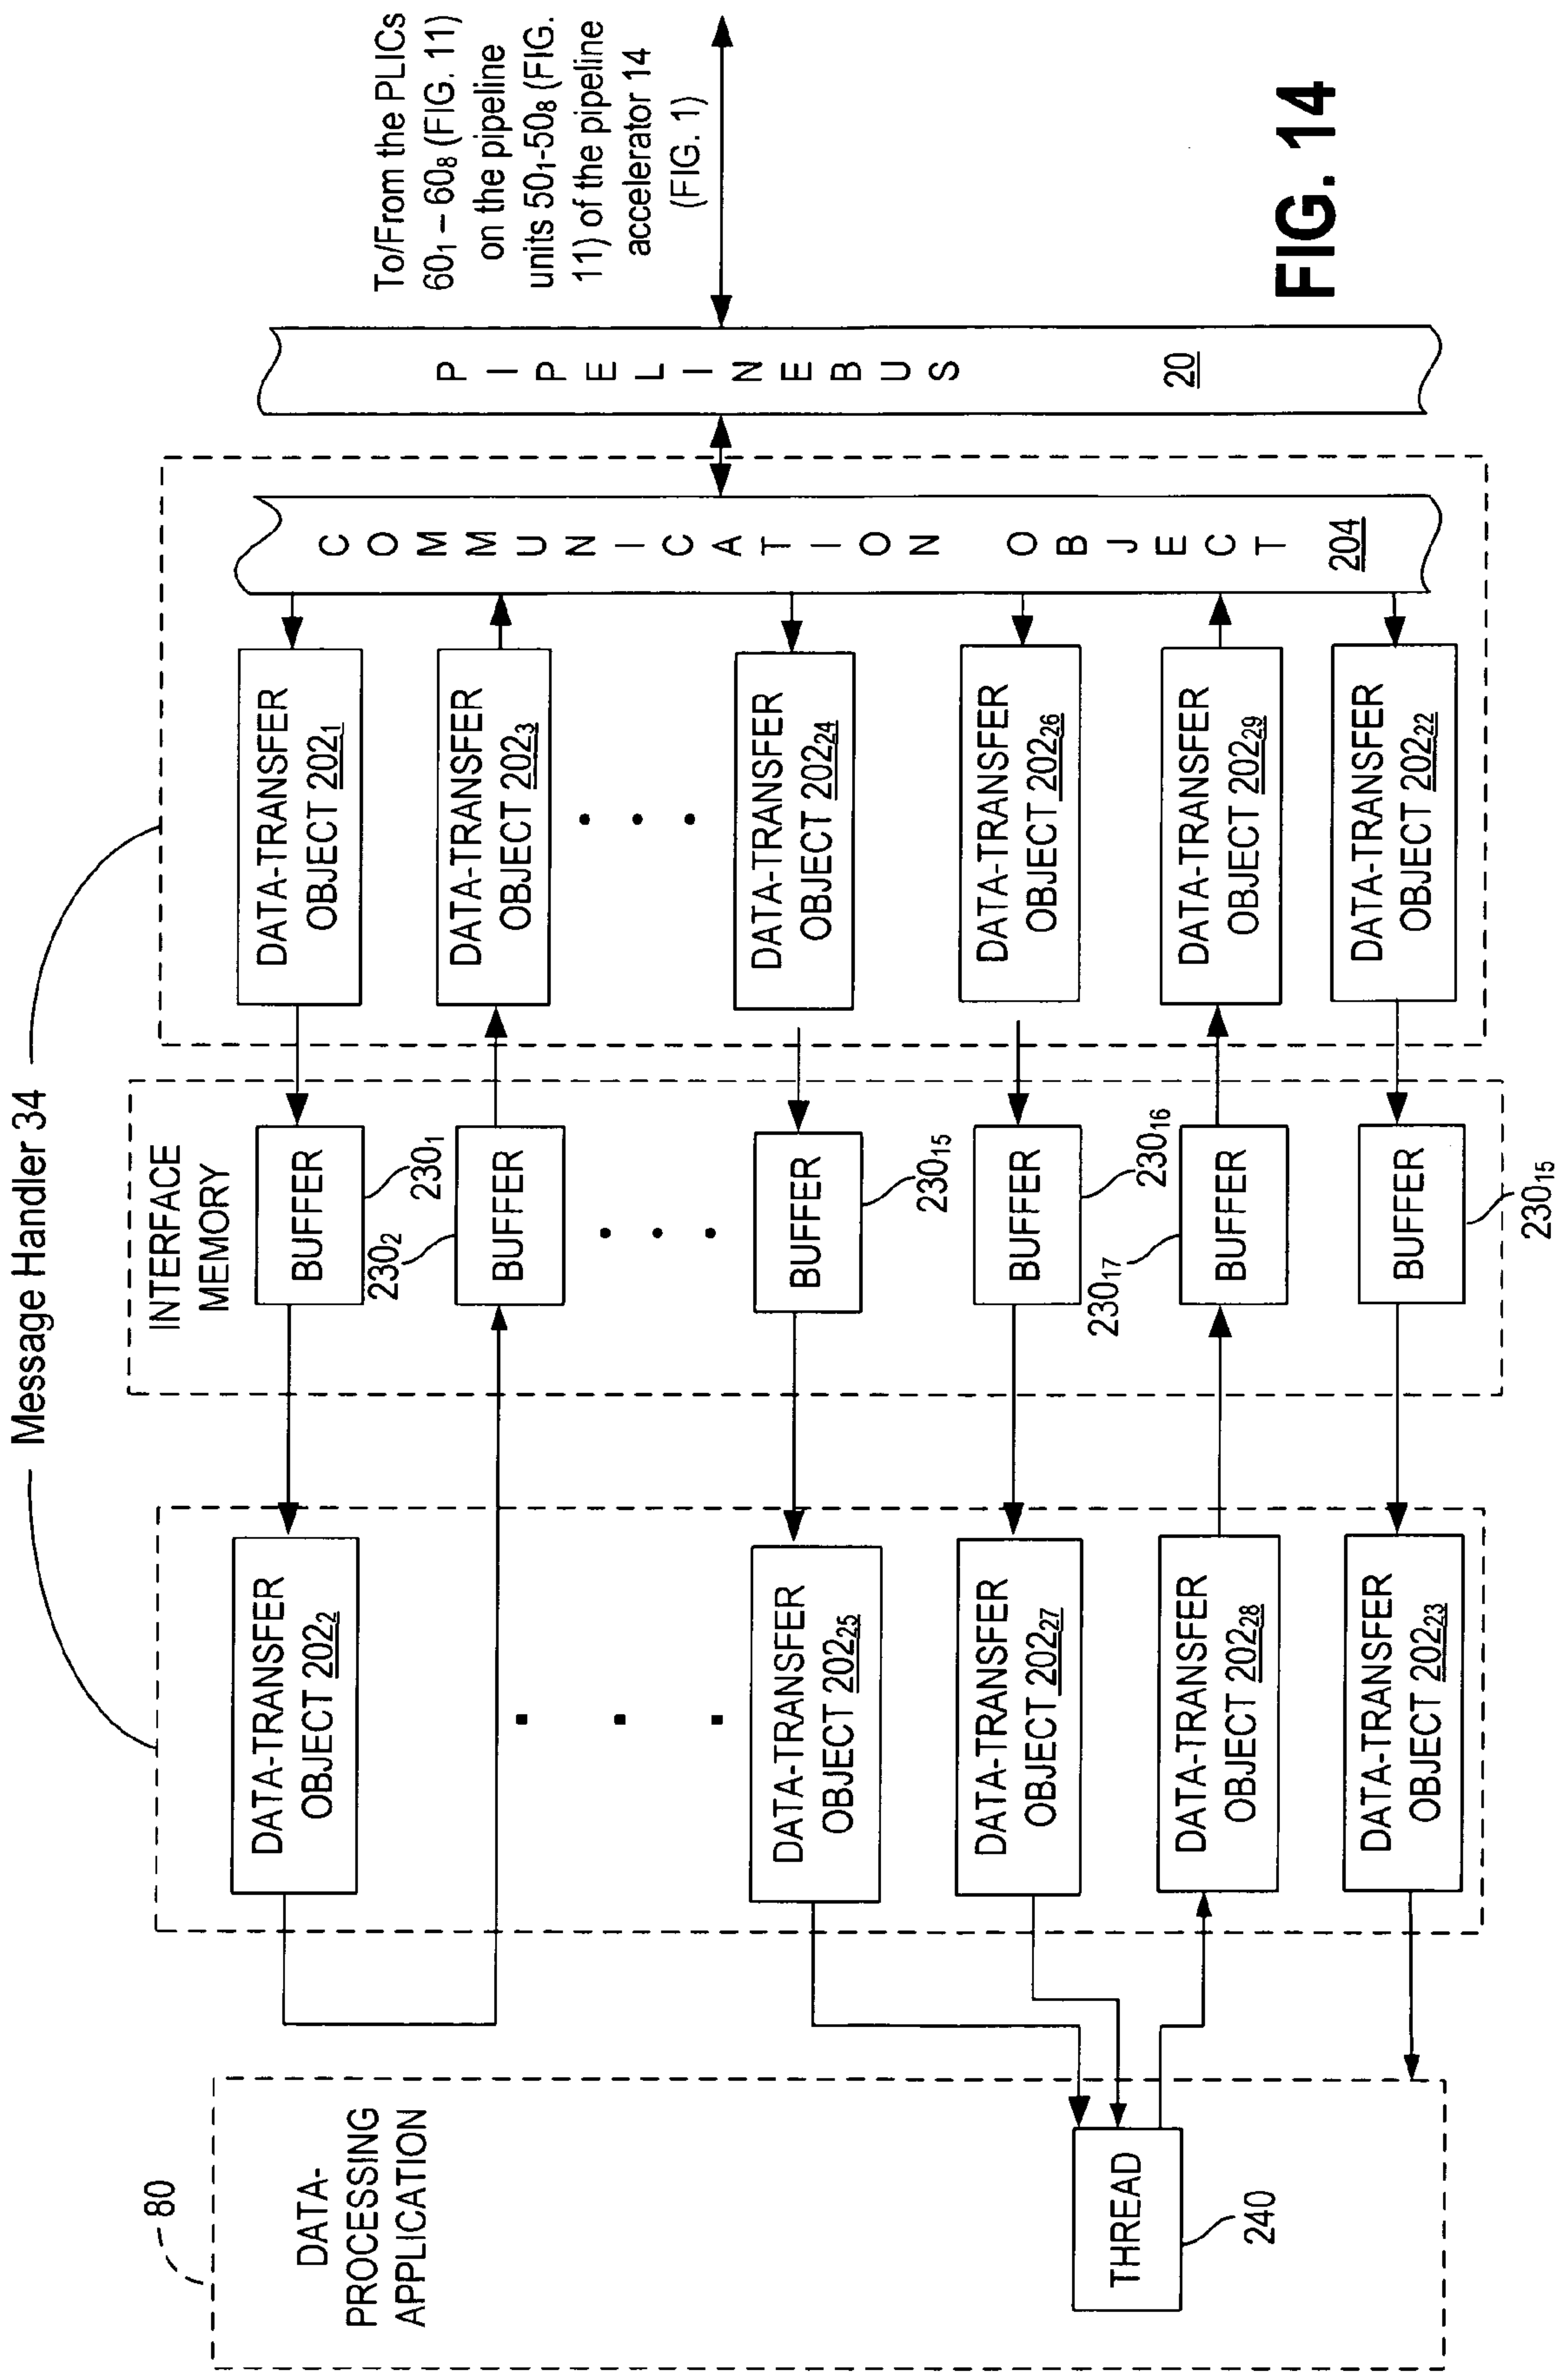 To/From the PLICs
60₁ – 60₈ (FIG. 11)
on the pipeline
units 50₁-50₈ (FIG.
11) of the pipeline
accelerator 14
(FIG. 1)
PIPELINEBUS
20
COMMUNICATION OBJECT
204
Message Handler 34
DATA-TRANSFER
OBJECT 202₁
DATA-TRANSFER
OBJECT 202₃
DATA-TRANSFER
OBJECT 202₂₄
DATA-TRANSFER
OBJECT 202₂₆
DATA-TRANSFER
OBJECT 202₂₉
DATA-TRANSFER
OBJECT 202₂₂
INTERFACE
MEMORY
BUFFER
230₁
230₂
BUFFER
BUFFER
230₁₅
BUFFER
230₁₆
230₁₇
BUFFER
BUFFER
230₁₅
DATA-TRANSFER
OBJECT 202₂
DATA-TRANSFER
OBJECT 202₂₅
DATA-TRANSFER
OBJECT 202₂₇
DATA-TRANSFER
OBJECT 202₂₈
DATA-TRANSFER
OBJECT 202₂₃
80
DATA-
PROCESSING
APPLICATION
THREAD
240
FIG. 14